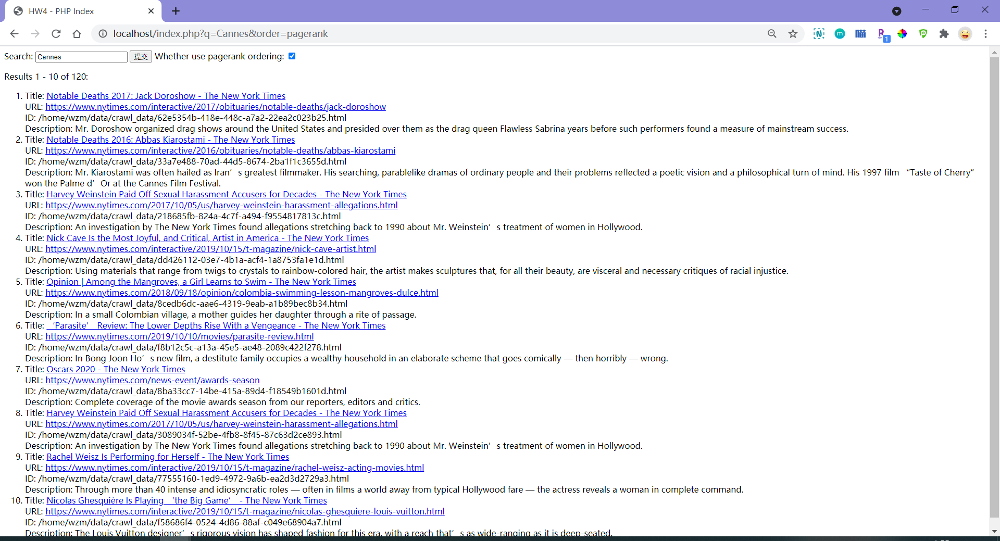 HW4 - PHP Index
localhost/index.php?q=Cannes&order=pagerank
1
Search: Cannes 提交 Whether use pagerank ordering:
Results 1 - 10 of 120:
1. Title: Notable Deaths 2017: Jack Doroshow - The New York Times
URL: https://www.nytimes.com/interactive/2017/obituaries/notable-deaths/jack-doroshow
ID: /home/wzm/data/crawl_data/62e5354b-418e-448c-a7a2-22ea2c023b25.html
Description: Mr. Doroshow organized drag shows around the United States and presided over them as the drag queen Flawless Sabrina years before such performers found a measure of mainstream success.
2. Title: Notable Deaths 2016: Abbas Kiarostami - The New York Times
URL: https://www.nytimes.com/interactive/2016/obituaries/notable-deaths/abbas-kiarostami
ID: /home/wzm/data/crawl_data/33a7e488-70ad-44d5-8674-2ba1f1c3655d.html
Description: Mr. Kiarostami was often hailed as Iran’s greatest filmmaker. His searching, parablelike dramas of ordinary people and their problems reflected a poetic vision and a philosophical turn of mind. His 1997 film “Taste of Cherry”
won the Palme d’Or at the Cannes Film Festival.
3. Title: Harvey Weinstein Paid Off Sexual Harassment Accusers for Decades - The New York Times
URL: https://www.nytimes.com/2017/10/05/us/harvey-weinstein-harassment-allegations.html
ID: /home/wzm/data/crawl_data/218685fb-824a-4c7f-a494-f9554817813c.html
Description: An investigation by The New York Times found allegations stretching back to 1990 about Mr. Weinstein’s treatment of women in Hollywood.
4. Title: Nick Cave Is the Most Joyful, and Critical, Artist in America - The New York Times
URL: https://www.nytimes.com/interactive/2019/10/15/t-magazine/nick-cave-artist.html
ID: /home/wzm/data/crawl_data/dd426112-03e7-4b1a-acf4-1a8753fa1e1d.html
Description: Using materials that range from twigs to crystals to rainbow-colored hair, the artist makes sculptures that, for all their beauty, are visceral and necessary critiques of racial injustice.
5. Title: Opinion | Among the Mangroves, a Girl Learns to Swim - The New York Times
URL: https://www.nytimes.com/2018/09/18/opinion/colombia-swimming-lesson-mangroves-dulce.html
ID: /home/wzm/data/crawl_data/8cedb6dc-aae6-4319-9eab-a1b89bec8b34.html
Description: In a small Colombian village, a mother guides her daughter through a rite of passage.
6. Title: ‘Parasite’ Review: The Lower Depths Rise With a Vengeance - The New York Times
URL: https://www.nytimes.com/2019/10/10/movies/parasite-review.html
ID: /home/wzm/data/crawl_data/f8b12c5c-a13a-45e5-ae48-2089c422f278.html
Description: In Bong Joon Ho’s new film, a destitute family occupies a wealthy household in an elaborate scheme that goes comically — then horribly — wrong.
7. Title: Oscars 2020 - The New York Times
URL: https://www.nytimes.com/news-event/awards-season
ID: /home/wzm/data/crawl_data/8ba33cc7-14be-415a-89d4-f18549b1601d.html
Description: Complete coverage of the movie awards season from our reporters, editors and critics.
8. Title: Harvey Weinstein Paid Off Sexual Harassment Accusers for Decades - The New York Times
URL: https://www.nytimes.com/2017/10/05/us/harvey-weinstein-harassment-allegations.html
ID: /home/wzm/data/crawl_data/3089034f-52be-4fb8-8f45-87c63d2ce893.html
Description: An investigation by The New York Times found allegations stretching back to 1990 about Mr. Weinstein’s treatment of women in Hollywood.
9. Title: Rachel Weisz Is Performing for Herself - The New York Times
URL: https://www.nytimes.com/interactive/2019/10/15/t-magazine/rachel-weisz-acting-movies.html
ID: /home/wzm/data/crawl_data/77555160-1ed9-4972-9a6b-ea2d3d2729a3.html
Description: Through more than 40 intense and idiosyncratic roles — often in films a world away from typical Hollywood fare — the actress reveals a woman in complete command.
10. Title: Nicolas Ghesquière Is Playing ‘the Big Game’ - The New York Times
URL: https://www.nytimes.com/interactive/2019/10/15/t-magazine/nicolas-ghesquiere-louis-vuitton.html
ID: /home/wzm/data/crawl_data/f58686f4-0524-4d86-88af-c049e68904a7.html
Description: The Louis Vuitton designer’s rigorous vision has shaped fashion for this era, with a reach that’s as wide-ranging as it is deep-seated.